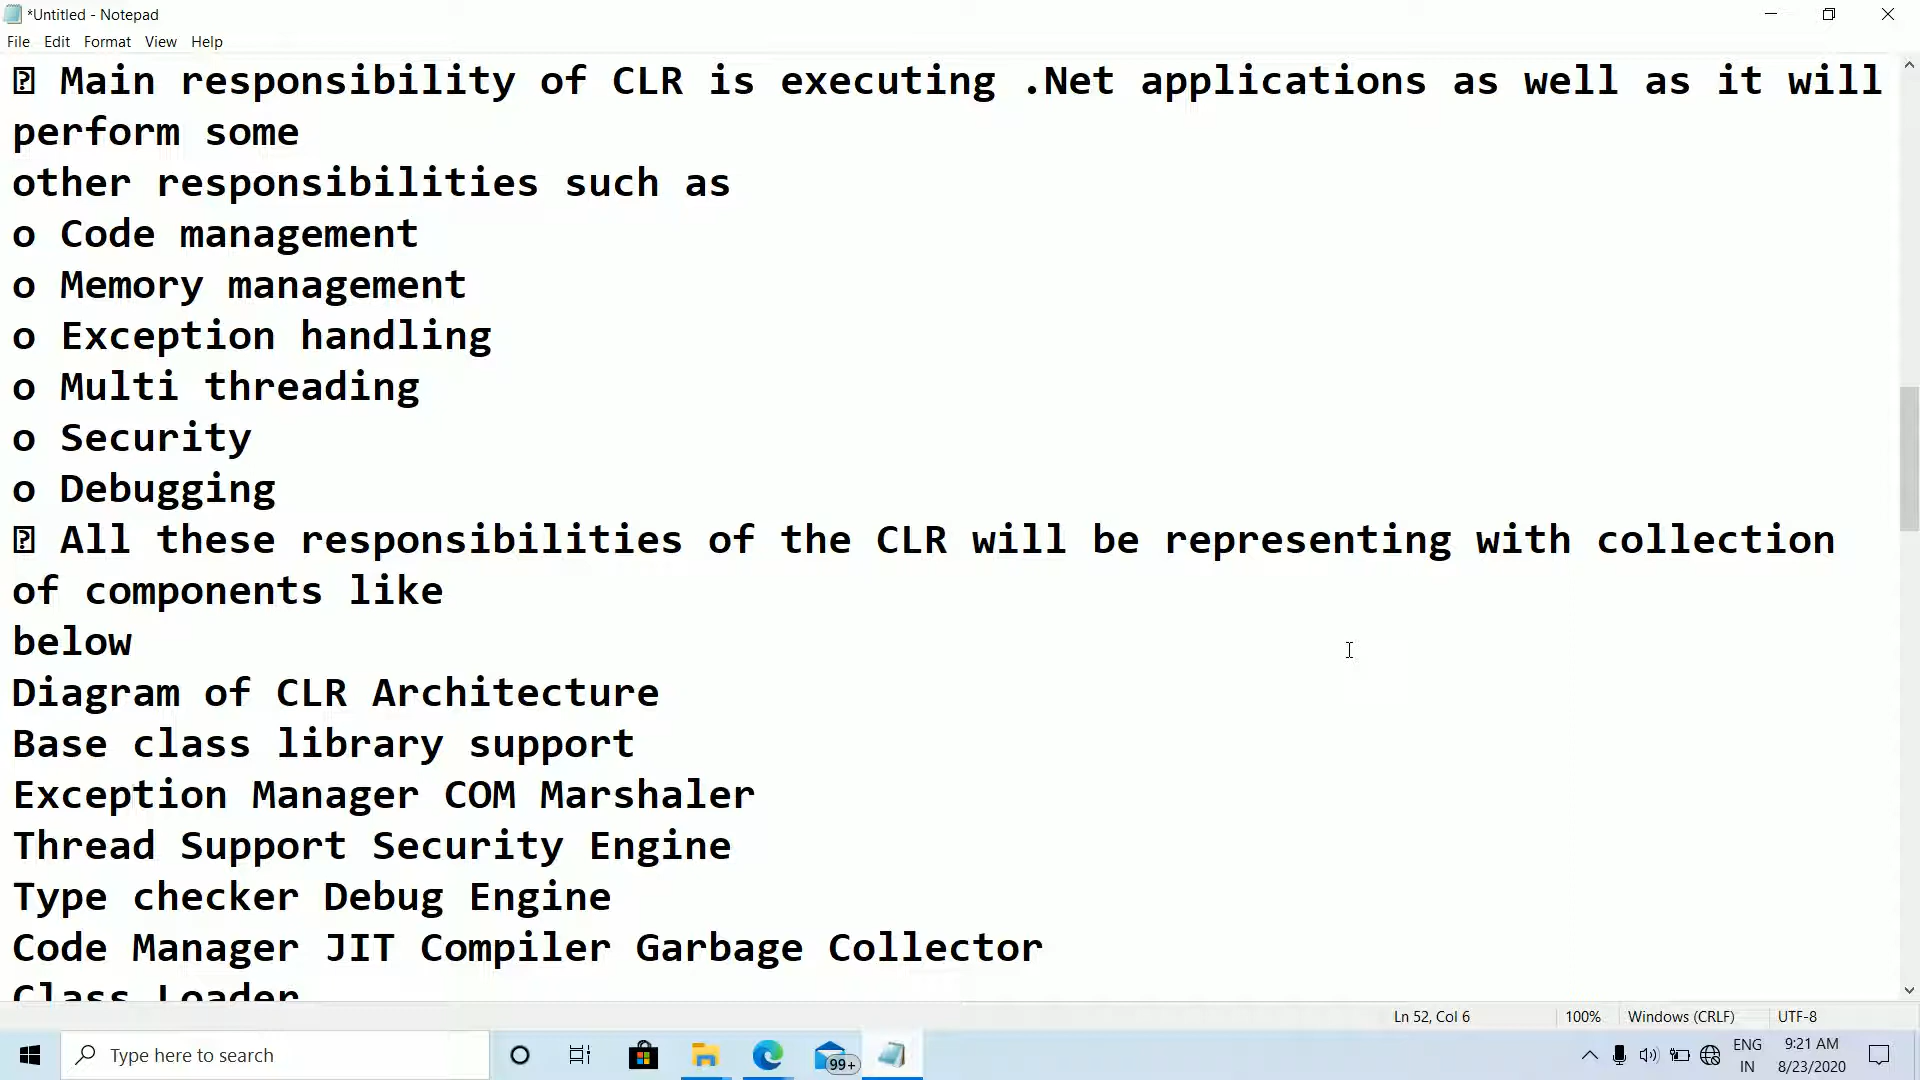 *Untitled - Notepad
File Edit Format View Help
⍰ Main responsibility of CLR is executing .Net applications as well as it will
perform some
other responsibilities such as
o Code management
o Memory management
o Exception handling
o Multi threading
o Security
o Debugging
⍰ All these responsibilities of the CLR will be representing with collection
of components like
below
Diagram of CLR Architecture
Base class library support
Exception Manager COM Marshaler
Thread Support Security Engine
Type checker Debug Engine
Code Manager JIT Compiler Garbage Collector
Class Loader
Ln 52, Col 6 100% Windows (CRLF) UTF-8
Type here to search
99+
ENG
IN
9:21 AM
8/23/2020